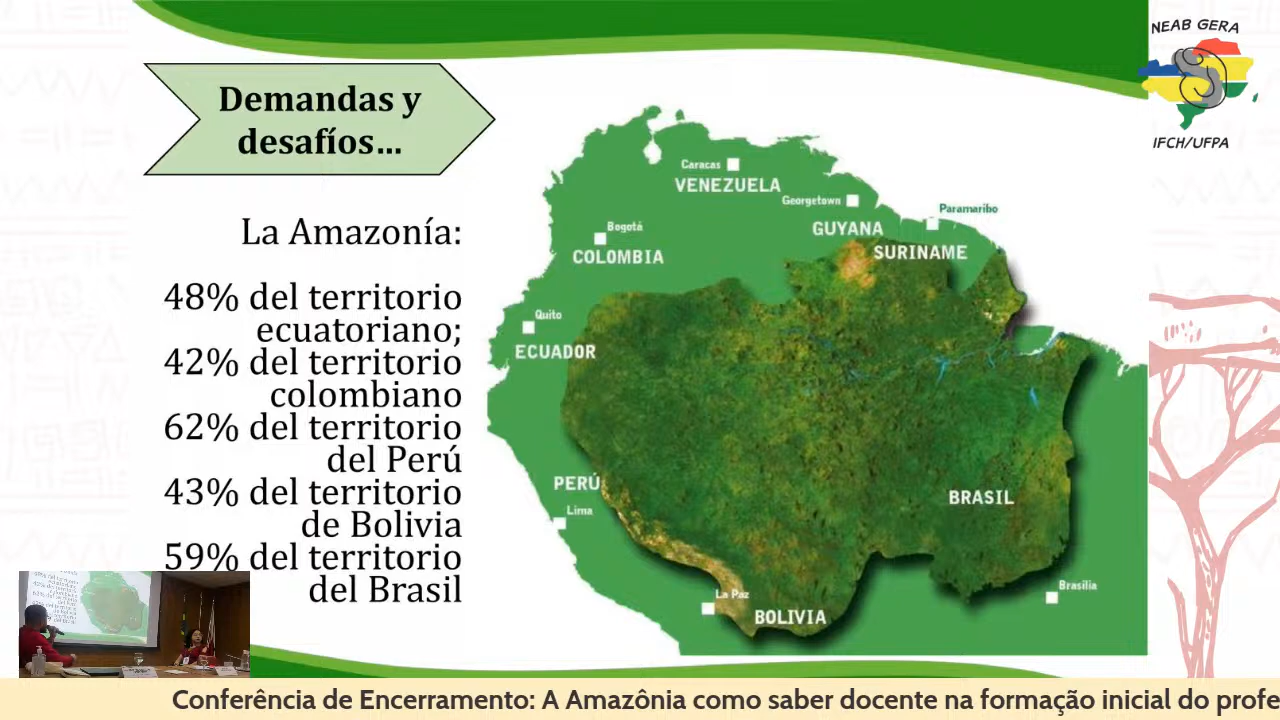 NEAB GERA
IFCH/UFPA
Demandas y
desafíos...
La Amazonía:
48% del territorio
ecuatoriano;
42% del territorio
colombiano
62% del territorio
del Perú
43% del territorio
de Bolivia
59% del territorio
del Brasil
Caracas
VENEZUELA
Georgetown
GUYANA
Paramaribo
SURINAME
Bogotá
COLOMBIA
Quito
ECUADOR
PERÚ
Lima
BRASIL
La Paz
BOLIVIA
Brasilia
Conferência de Encerramento: A Amazônia como saber docente na formação inicial do profe